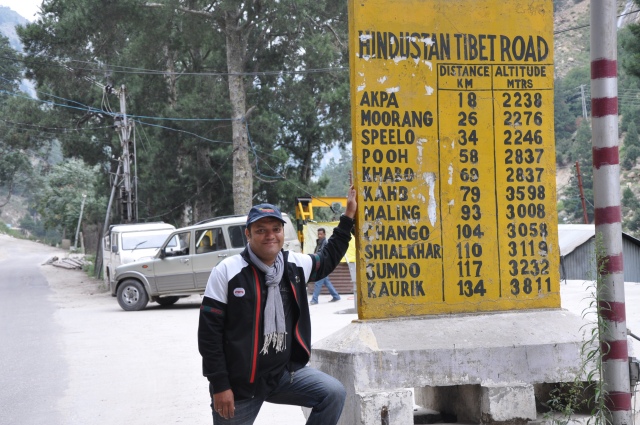 HINDUSTAN TIBET ROAD
DISTANCE ALTITUDE
KM MTRS
AKPA 18 2238
MOORANG 26 2276
SPEELO 34 2246
POOH 58 2837
KHABO 69 2837
KAHB 79 3598
MALING 93 3008
CHANGO 104 3058
SHIALKHAR 110 3119
SUMDO 117 3232
KAURIK 134 3811